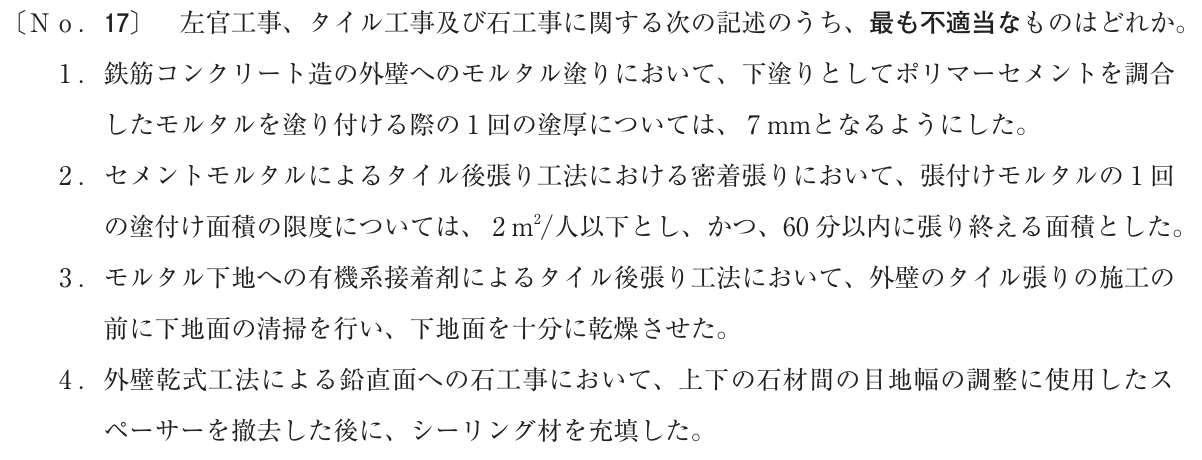 〔Ｎｏ．17〕　左官工事、タイル工事及び石工事に関する次の記述のうち、最も不適当なものはどれか。
１．鉄筋コンクリート造の外壁へのモルタル塗りにおいて、下塗りとしてポリマーセメントを調合
したモルタルを塗り付ける際の１回の塗厚については、７mmとなるようにした。
２．セメントモルタルによるタイル後張り工法における密着張りにおいて、張付けモルタルの１回
の塗付け面積の限度については、２m²/人以下とし、かつ、60 分以内に張り終える面積とした。
３．モルタル下地への有機系接着剤によるタイル後張り工法において、外壁のタイル張りの施工の
前に下地面の清掃を行い、下地面を十分に乾燥させた。
４．外壁乾式工法による鉛直面への石工事において、上下の石材間の目地幅の調整に使用したス
ペーサーを撤去した後に、シーリング材を充填した。